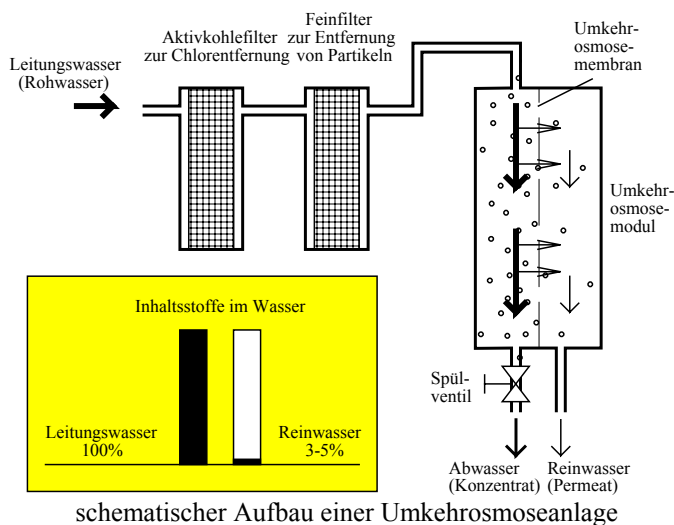 Aktivkohlefilter
zur Chlorentfernung
Feinfilter
zur Entfernung
von Partikeln
Umkehr-
osmose-
membran
Leitungswasser
(Rohwasser)
Umkehr-
osmose-
modul
Inhaltsstoffe im Wasser
Leitungswasser
100%
Reinwasser
3-5%
Spül-
ventil
Abwasser
(Konzentrat)
Reinwasser
(Permeat)
schematischer Aufbau einer Umkehrosmoseanlage